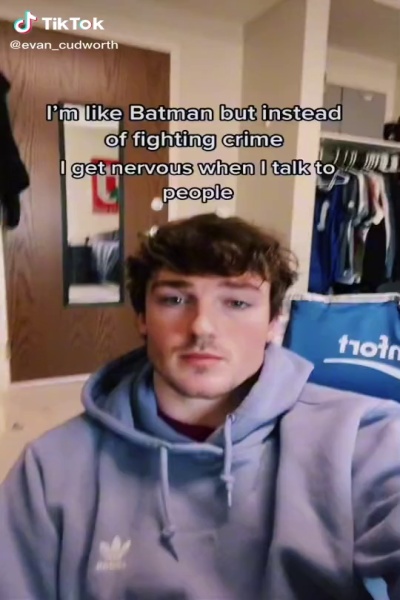 TikTok
@evan_cudworth
I'm like Batman but instead
of fighting crime
I get nervous when I talk to
people